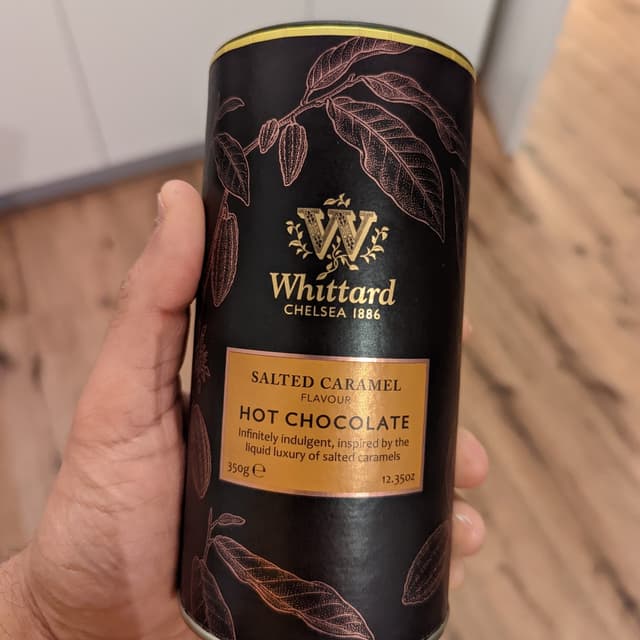 W
Whittard
CHELSEA 1886
SALTED CARAMEL
FLAVOUR
HOT CHOCOLATE
Infinitely indulgent, inspired by the
liquid luxury of salted caramels
350g ℮
12.35oz